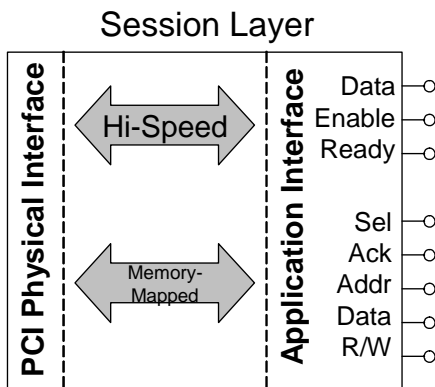 Session Layer
PCI Physical Interface
Hi-Speed
Memory-
Mapped
Application Interface
Data
Enable
Ready
Sel
Ack
Addr
Data
R/W